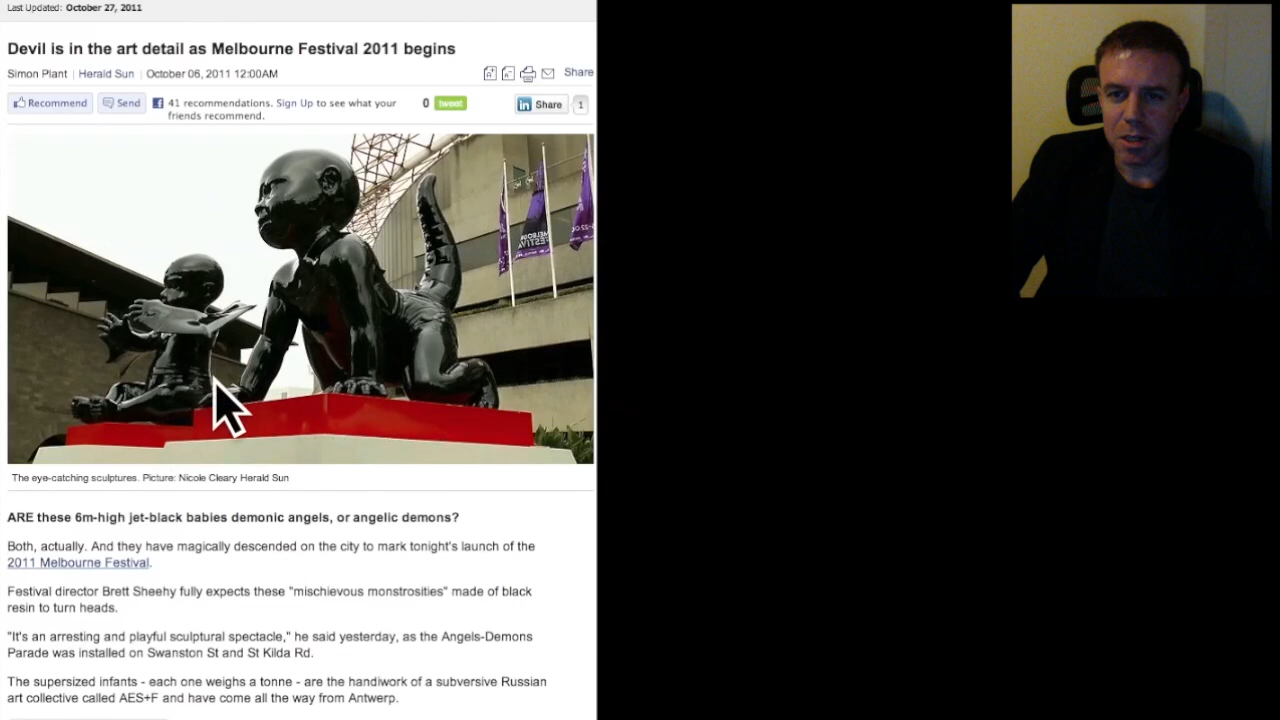 Last Updated: October 27, 2011
Devil is in the art detail as Melbourne Festival 2011 begins
Simon Plant | Herald Sun | October 06, 2011 12:00AM
Share
Recommend
Send
41 recommendations. Sign Up to see what your
friends recommend.
0
tweet
in Share
1
MELBOURNE
FESTIVAL
The eye-catching sculptures. Picture: Nicole Cleary Herald Sun
ARE these 6m-high jet-black babies demonic angels, or angelic demons?
Both, actually. And they have magically descended on the city to mark tonight's launch of the
2011 Melbourne Festival.
Festival director Brett Sheehy fully expects these "mischievous monstrosities" made of black
resin to turn heads.
"It's an arresting and playful sculptural spectacle," he said yesterday, as the Angels-Demons
Parade was installed on Swanston St and St Kilda Rd.
The supersized infants - each one weighs a tonne - are the handiwork of a subversive Russian
art collective called AES+F and have come all the way from Antwerp.